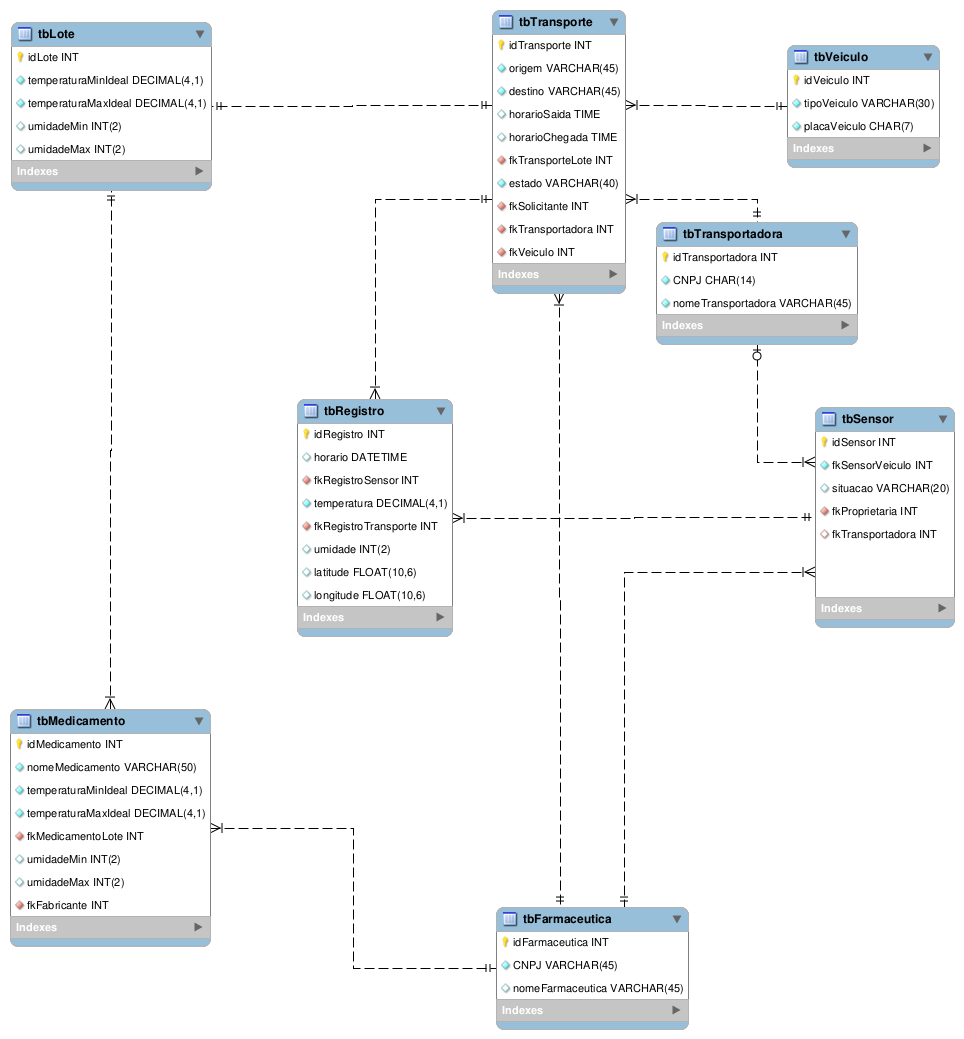 tbLote
idLote INT
temperaturaMinIdeal DECIMAL(4,1)
temperaturaMaxIdeal DECIMAL(4,1)
umidadeMin INT(2)
umidadeMax INT(2)
Indexes
tbTransporte
idTransporte INT
origem VARCHAR(45)
destino VARCHAR(45)
horarioSaida TIME
horarioChegada TIME
fkTransporteLote INT
estado VARCHAR(40)
fkSolicitante INT
fkTransportadora INT
fkVeiculo INT
Indexes
tbVeiculo
idVeiculo INT
tipoVeiculo VARCHAR(30)
placaVeiculo CHAR(7)
Indexes
tbTransportadora
idTransportadora INT
CNPJ CHAR(14)
nomeTransportadora VARCHAR(45)
Indexes
tbRegistro
idRegistro INT
horario DATETIME
fkRegistroSensor INT
temperatura DECIMAL(4,1)
fkRegistroTransporte INT
umidade INT(2)
latitude FLOAT(10,6)
longitude FLOAT(10,6)
Indexes
tbSensor
idSensor INT
fkSensorVeiculo INT
situacao VARCHAR(20)
fkProprietaria INT
fkTransportadora INT
Indexes
tbMedicamento
idMedicamento INT
nomeMedicamento VARCHAR(50)
temperaturaMinIdeal DECIMAL(4,1)
temperaturaMaxIdeal DECIMAL(4,1)
fkMedicamentoLote INT
umidadeMin INT(2)
umidadeMax INT(2)
fkFabricante INT
Indexes
tbFarmaceutica
idFarmaceutica INT
CNPJ VARCHAR(45)
nomeFarmaceutica VARCHAR(45)
Indexes